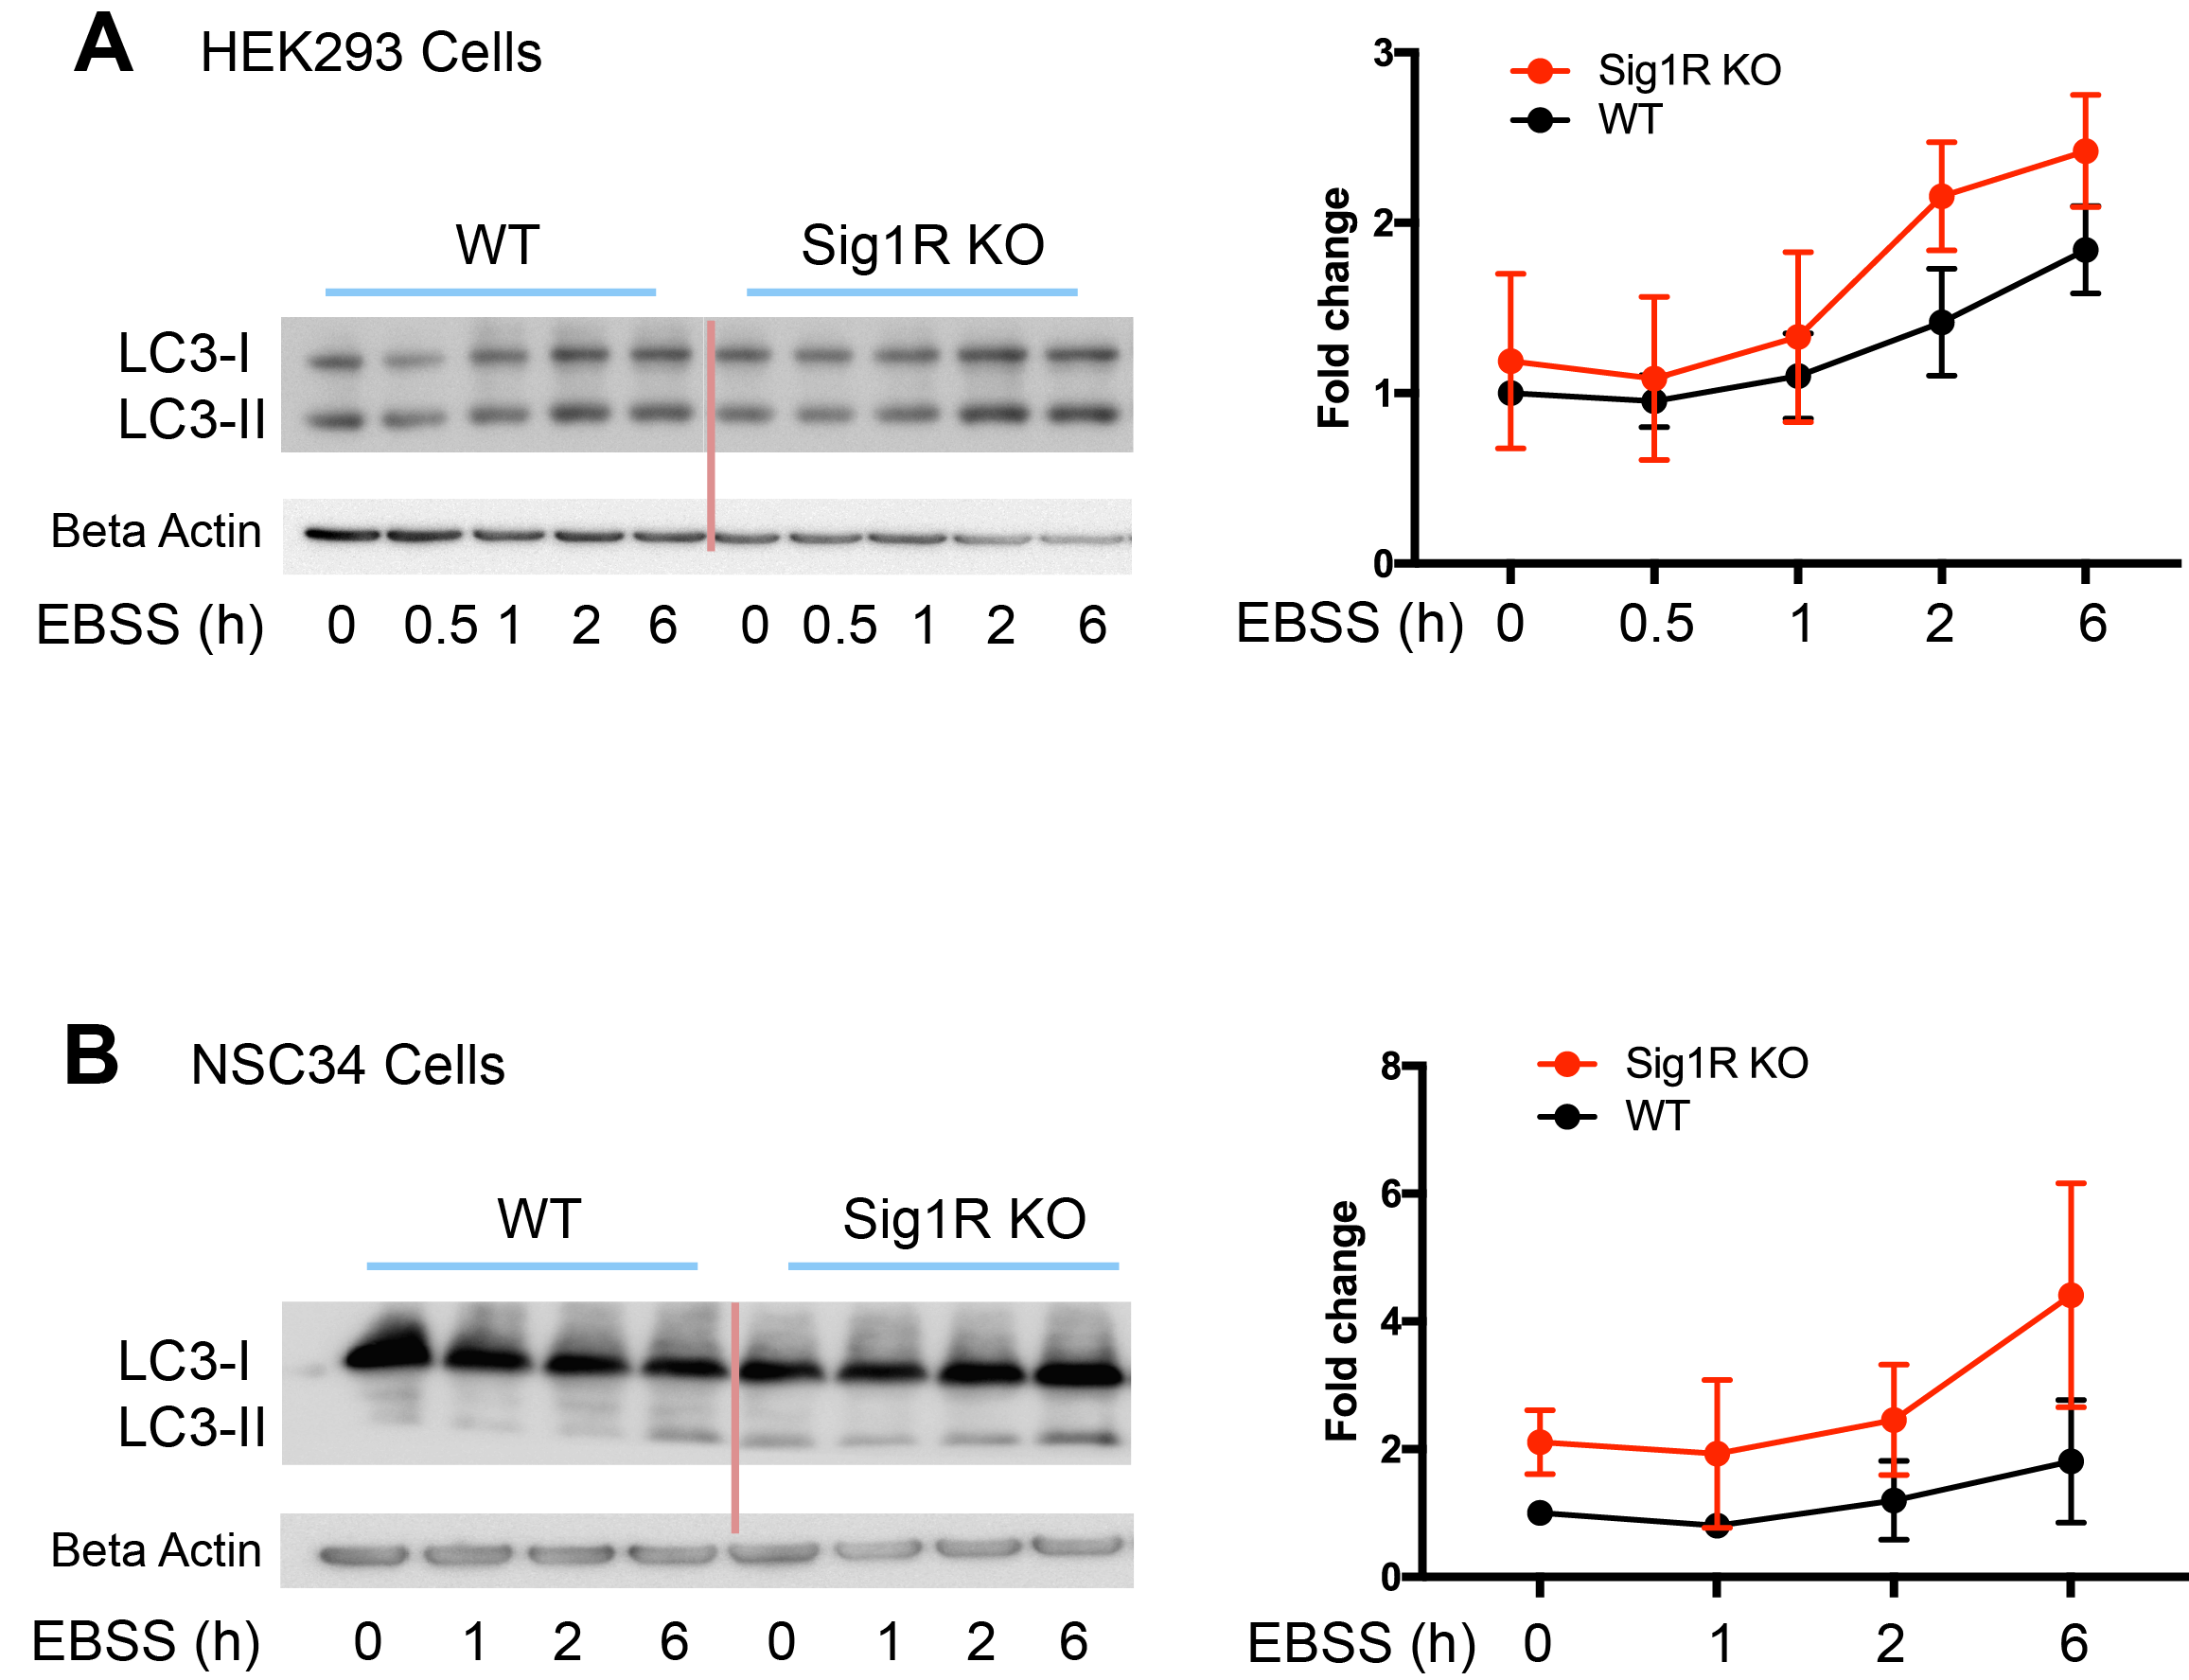 A HEK293 Cells
WT Sig1R KO
LC3-I
LC3-II
Beta Actin
EBSS (h) 0 0.5 1 2 6 0 0.5 1 2 6
Sig1R KO
WT
Fold change
3
2
1
0
EBSS (h) 0 0.5 1 2 6
B NSC34 Cells
WT Sig1R KO
LC3-I
LC3-II
Beta Actin
EBSS (h) 0 1 2 6 0 1 2 6
Sig1R KO
WT
Fold change
8
6
4
2
0
EBSS (h) 0 1 2 6